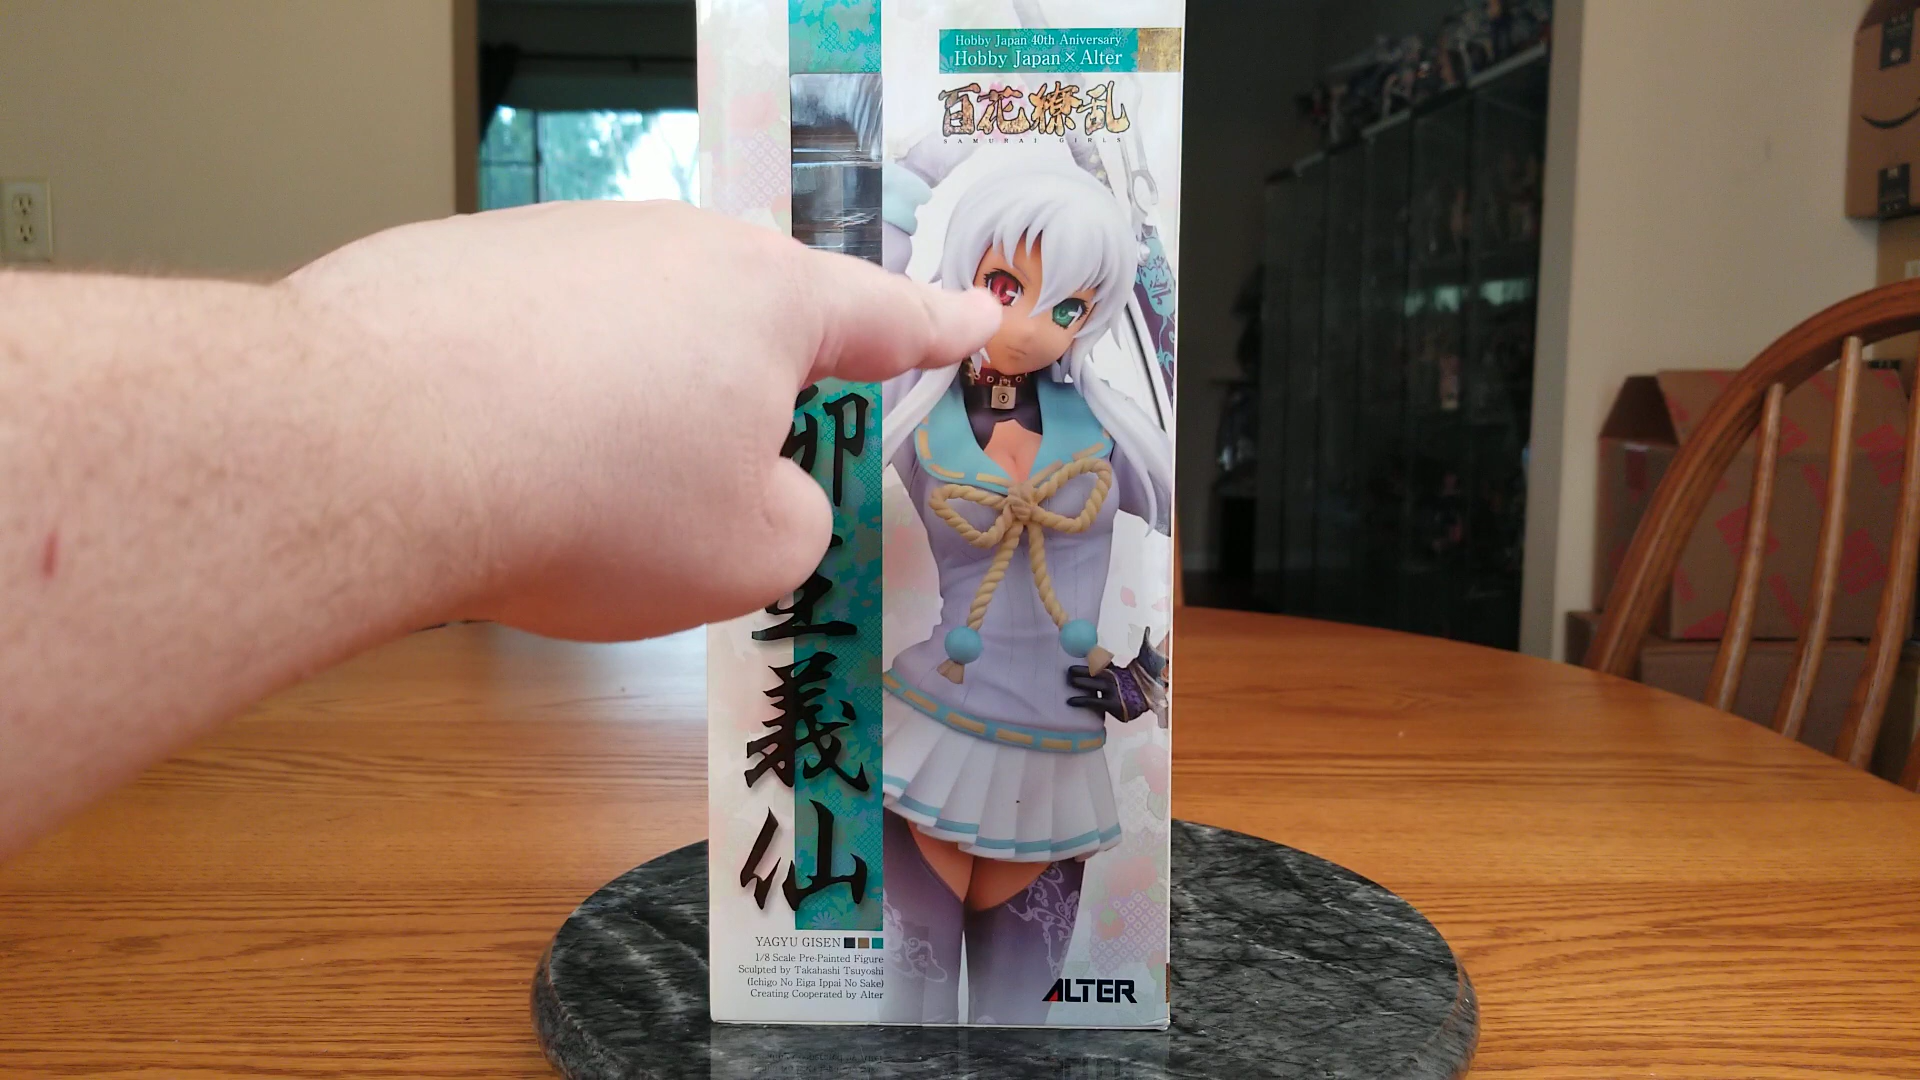 Hobby Japan 40th Aniversary
Hobby Japan × Alter
百花繚乱
SAMURAI GIRLS
義仙
YAGYU GISEN
1/8 Scale Pre-Painted Figure
Sculpted by Takahashi Tsuyoshi
(Ichigo No Eiga Ippai No Sake)
Creating Cooperated by Alter
ALTER